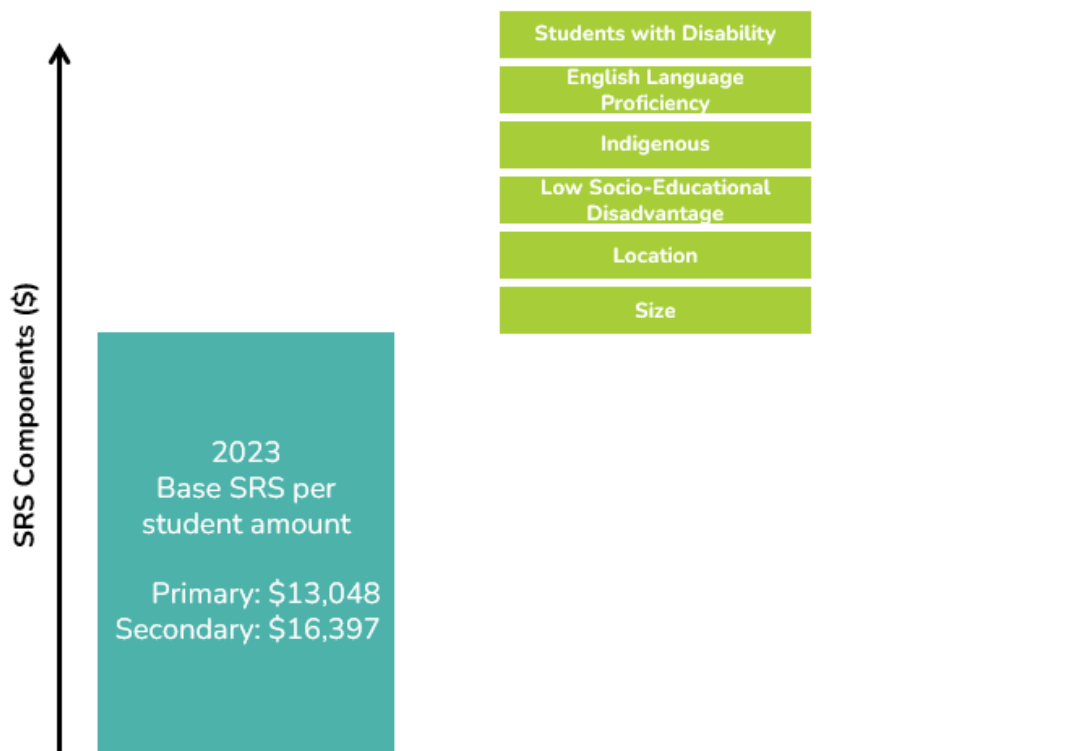 SRS Components ($)
2023
Base SRS per
student amount
Primary: $13,048
Secondary: $16,397
Students with Disability
English Language
Proficiency
Indigenous
Low Socio-Educational
Disadvantage
Location
Size